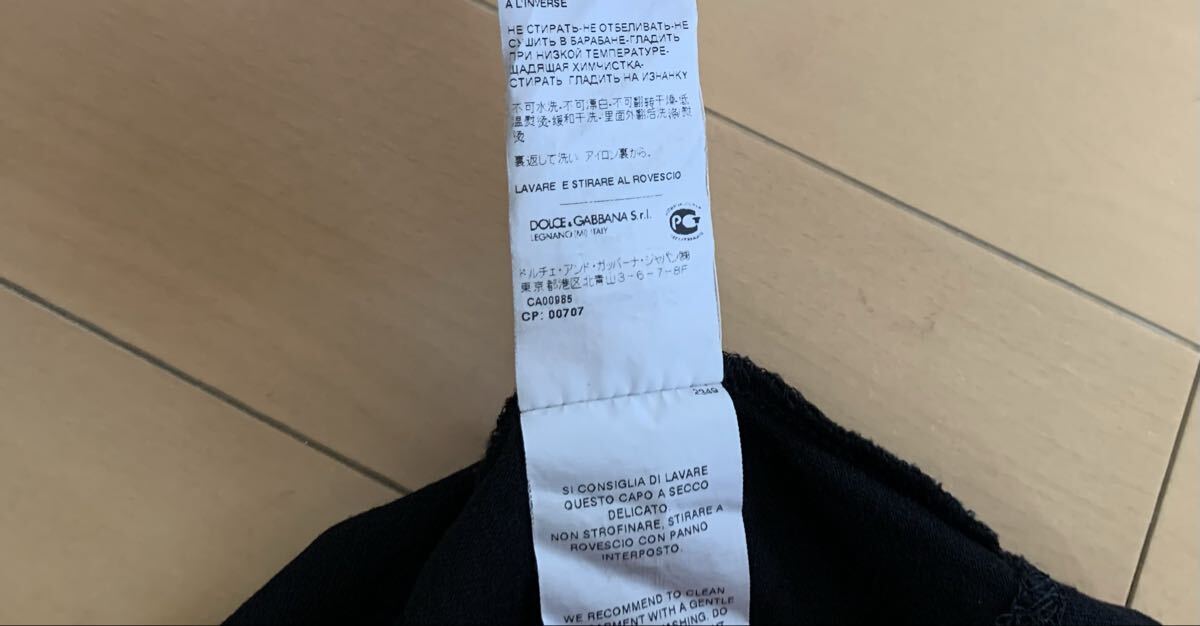 A L'INVERSE
НЕ СТИРАТЬ-НЕ ОТБЕЛИВАТЬ-НЕ
СУШИТЬ В БАРАБАНЕ-ГЛАДИТЬ
ПРИ НИЗКОЙ ТЕМПЕРАТУРЕ-
ЩАДЯЩАЯ ХИМЧИСТКА-
СТИРАТЬ ГЛАДИТЬ НА ИЗНАНКУ
不可水洗-不可漂白-不可翻转干燥-低
温熨烫-缓和干洗-里面外翻后洗涤熨
烫
裏返して洗い アイロン裏から。
LAVARE E STIRARE AL ROVESCIO
DOLCE&GABBANA S.r.l.
LEGNANO (MI) ITALY
РСТ
ドルチェ・アンド・ガッバーナ・ジャパン㈱
東京都港区北青山3-6-7-8F
CA00985
CP: 00707
2349
SI CONSIGLIA DI LAVARE
QUESTO CAPO A SECCO
DELICATO.
NON STROFINARE, STIRARE A
ROVESCIO CON PANNO
INTERPOSTO.
WE RECOMMEND TO CLEAN
GARMENT WITH A GENTLE
DO